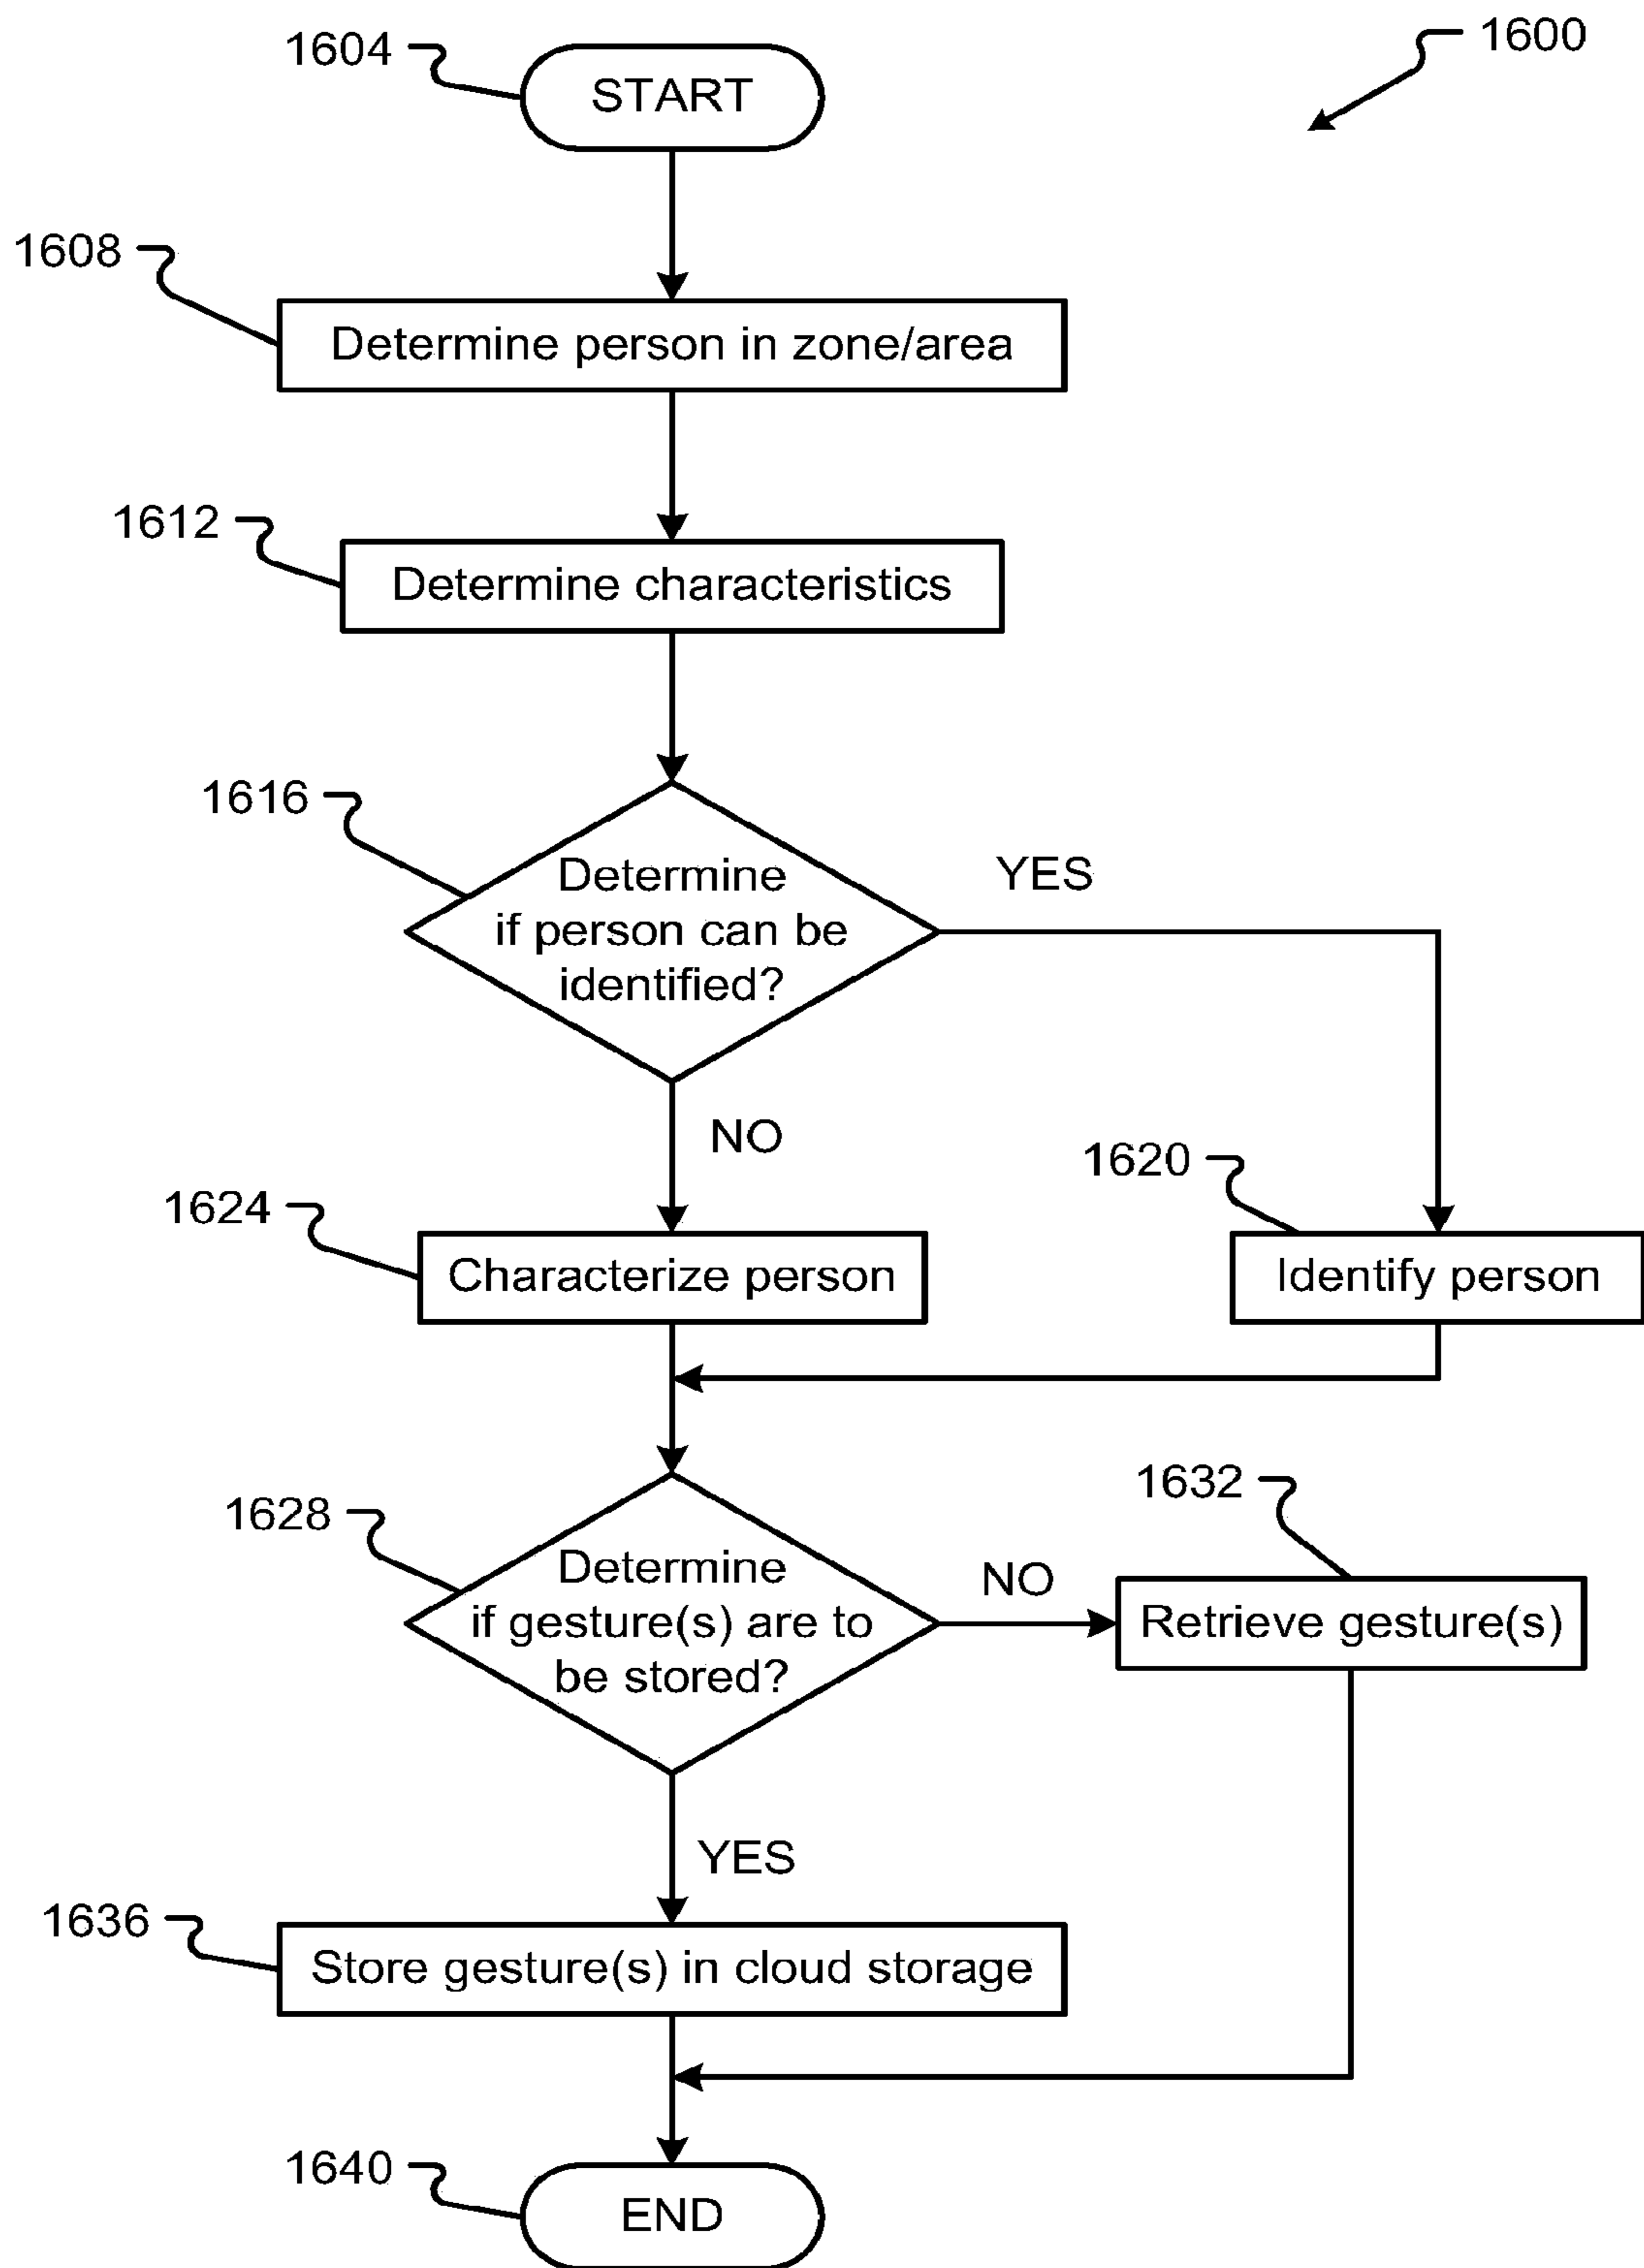 1600
1604
START
1608
Determine person in zone/area
1612
Determine characteristics
1616
Determine
if person can be
identified?
YES
NO
1620
1624
Characterize person
Identify person
1628
Determine
if gesture(s) are to
be stored?
NO
1632
Retrieve gesture(s)
YES
1636
Store gesture(s) in cloud storage
1640
END